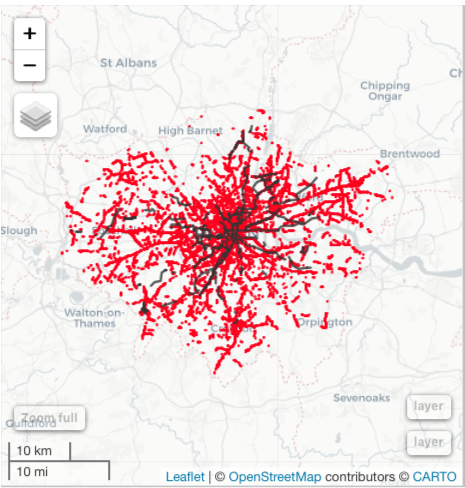 +
−
St Albans
Chipping
Ongar
Watford
High Barnet
Brentwood
Slough
Walton-on-
Thames
Orpington
Sevenoaks
Guildford
Zoom full
layer
layer
10 km
10 mi
Leaflet | © OpenStreetMap contributors © CARTO